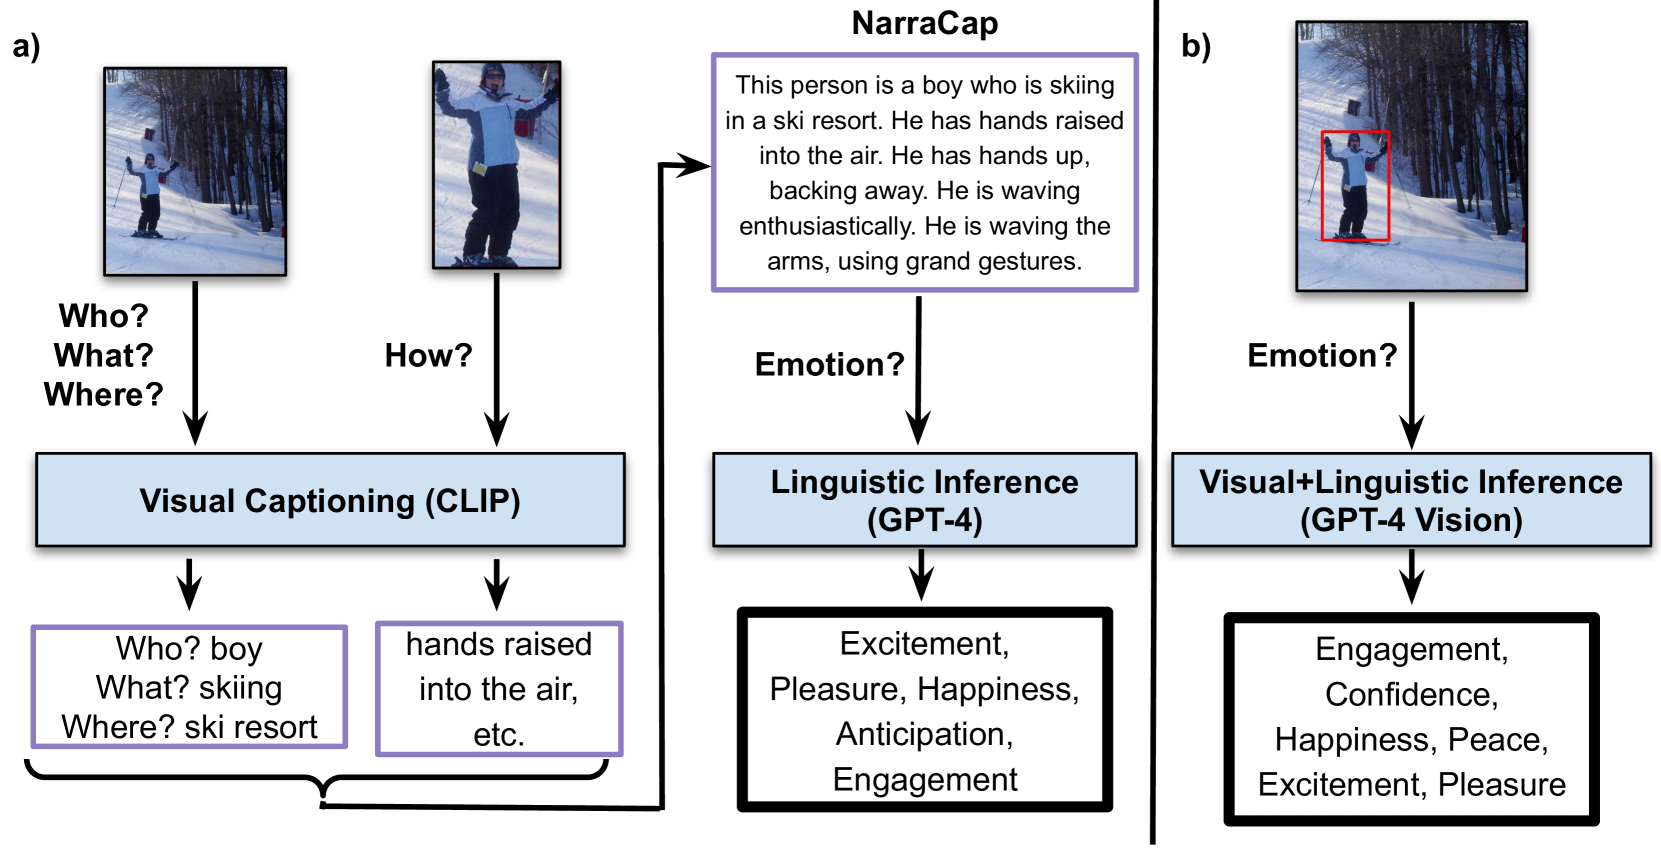 a)
Who?
What?
Where?
How?
Visual Captioning (CLIP)
Who? boy
What? skiing
Where? ski resort
hands raised
into the air,
etc.
NarraCap
This person is a boy who is skiing
in a ski resort. He has hands raised
into the air. He has hands up,
backing away. He is waving
enthusiastically. He is waving the
arms, using grand gestures.
Emotion?
Linguistic Inference
(GPT-4)
Excitement,
Pleasure, Happiness,
Anticipation,
Engagement
b)
Emotion?
Visual+Linguistic Inference
(GPT-4 Vision)
Engagement,
Confidence,
Happiness, Peace,
Excitement, Pleasure